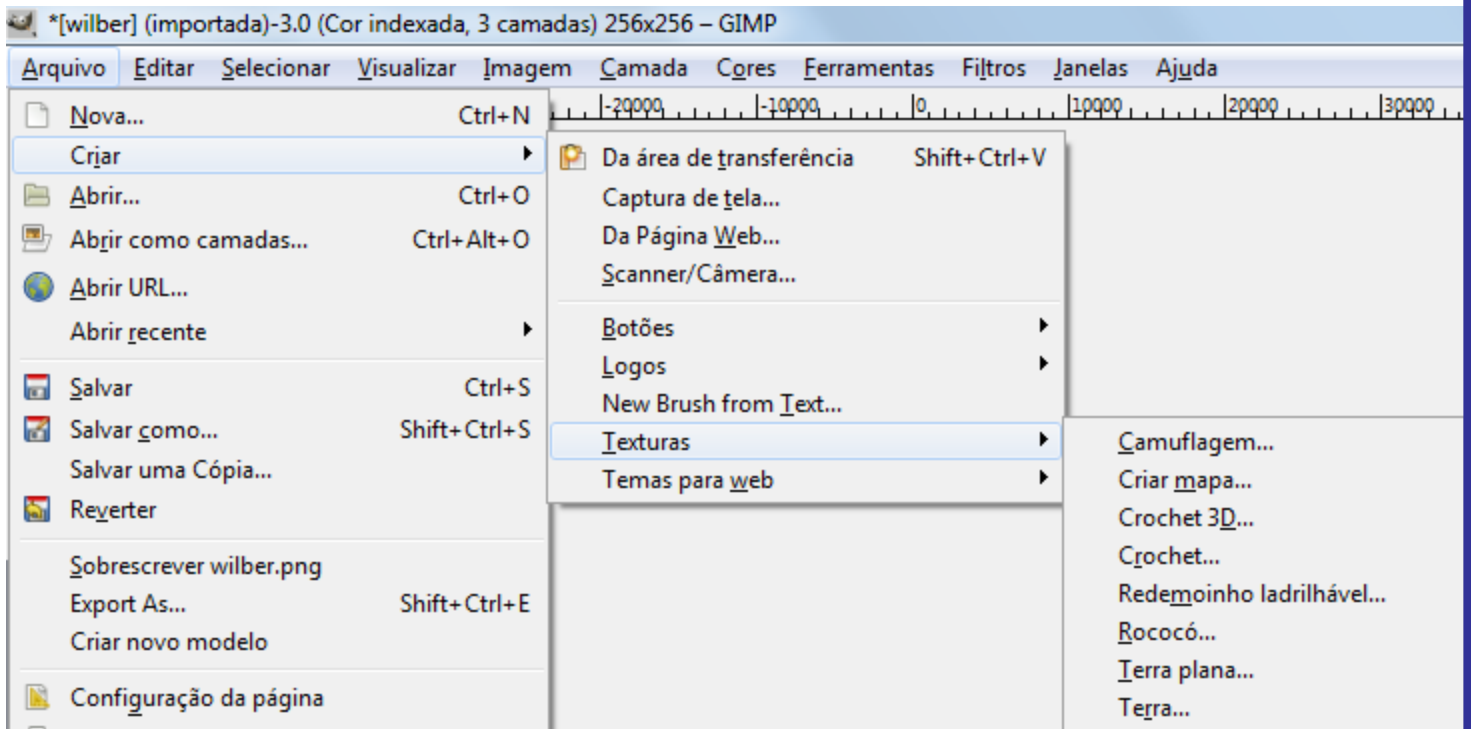 *[wilber] (importada)-3.0 (Cor indexada, 3 camadas) 256x256 – GIMP
Arquivo Editar Selecionar Visualizar Imagem Camada Cores Ferramentas Filtros Janelas Ajuda
-20000 -10000 0 10000 20000 30000
Nova... Ctrl+N
Criar
Abrir... Ctrl+O
Abrir como camadas... Ctrl+Alt+O
Abrir URL...
Abrir recente
Salvar Ctrl+S
Salvar como... Shift+Ctrl+S
Salvar uma Cópia...
Reverter
Sobrescrever wilber.png
Export As... Shift+Ctrl+E
Criar novo modelo
Configuração da página
Da área de transferência Shift+Ctrl+V
Captura de tela...
Da Página Web...
Scanner/Câmera...
Botões
Logos
New Brush from Text...
Texturas
Temas para web
Camuflagem...
Criar mapa...
Crochet 3D...
Crochet...
Redemoinho ladrilhável...
Rococó...
Terra plana...
Terra...